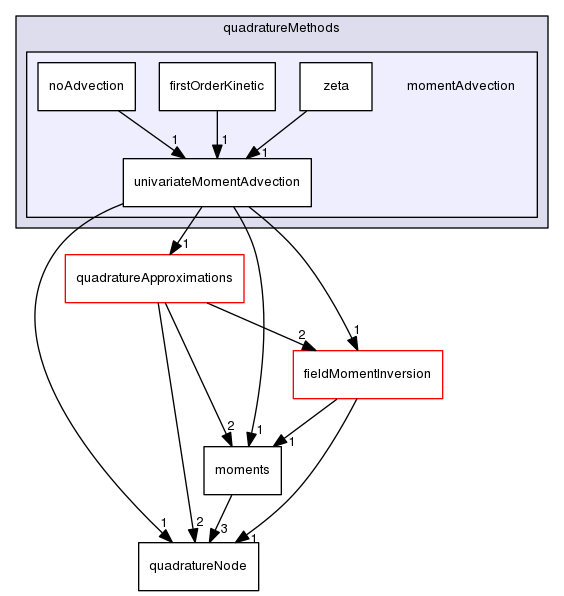 quadratureMethods
noAdvection
firstOrderKinetic
zeta
momentAdvection
1
1
1
univariateMomentAdvection
1
quadratureApproximations
2
1
fieldMomentInversion
2
1
1
moments
1
2
3
1
quadratureNode